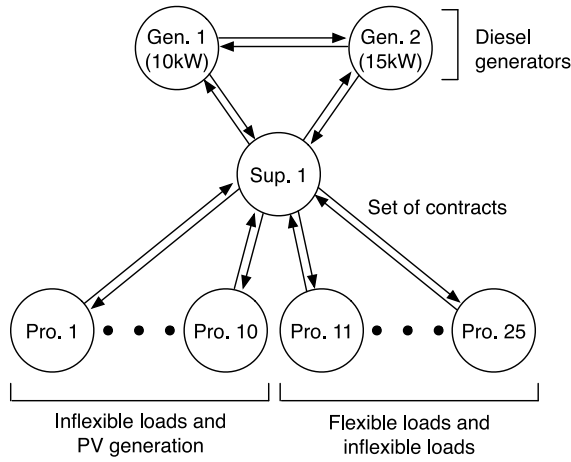 Gen. 1
(10kW)
Gen. 2
(15kW)
Diesel
generators
Sup. 1
Set of contracts
Pro. 1
Pro. 10
Pro. 11
Pro. 25
Inflexible loads and
PV generation
Flexible loads and
inflexible loads